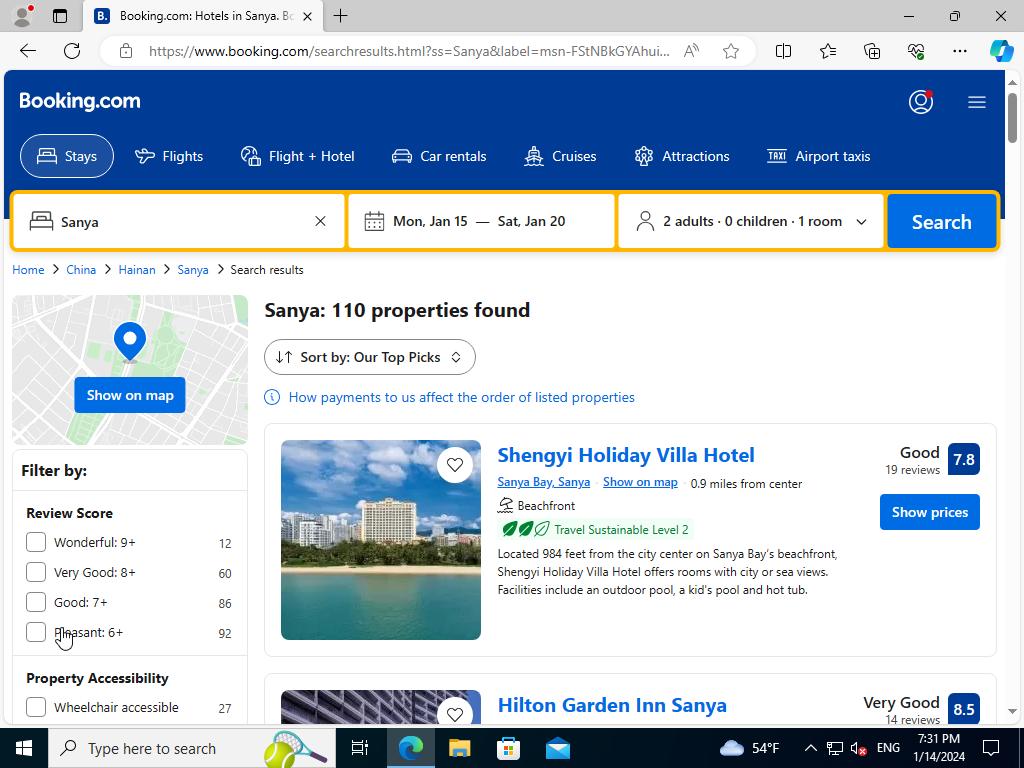 Booking.com: Hotels in Sanya. Bo
https://www.booking.com/searchresults.html?ss=Sanya&label=msn-FStNBkGYAhui...
Booking.com
Stays
Flights
Flight + Hotel
Car rentals
Cruises
Attractions
TAXI Airport taxis
Sanya
Mon, Jan 15 — Sat, Jan 20
2 adults · 0 children · 1 room
Search
Home > China > Hainan > Sanya > Search results
Show on map
Filter by:
Review Score
Wonderful: 9+ 12
Very Good: 8+ 60
Good: 7+ 86
Pleasant: 6+ 92
Property Accessibility
Wheelchair accessible 27
Sanya: 110 properties found
Sort by: Our Top Picks
How payments to us affect the order of listed properties
Shengyi Holiday Villa Hotel
Sanya Bay, Sanya · Show on map · 0.9 miles from center
Beachfront
Travel Sustainable Level 2
Located 984 feet from the city center on Sanya Bay's beachfront,
Shengyi Holiday Villa Hotel offers rooms with city or sea views.
Facilities include an outdoor pool, a kid's pool and hot tub.
Good 7.8
19 reviews
Show prices
Hilton Garden Inn Sanya
Very Good 8.5
14 reviews
Type here to search
54°F
ENG
7:31 PM
1/14/2024